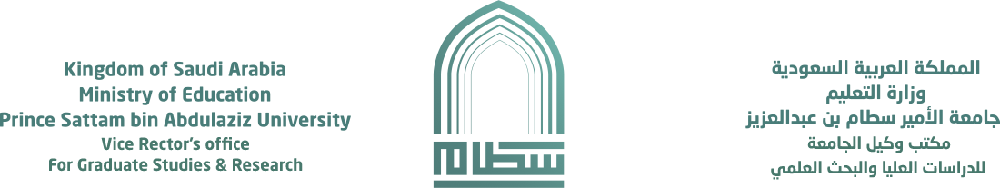 Kingdom of Saudi Arabia
Ministry of Education
Prince Sattam bin Abdulaziz University
Vice Rector's office
For Graduate Studies & Research
سطام
المملكة العربية السعودية
وزارة التعليم
جامعة الأمير سطام بن عبدالعزيز
مكتب وكيل الجامعة
للدراسات العليا والبحث العلمي